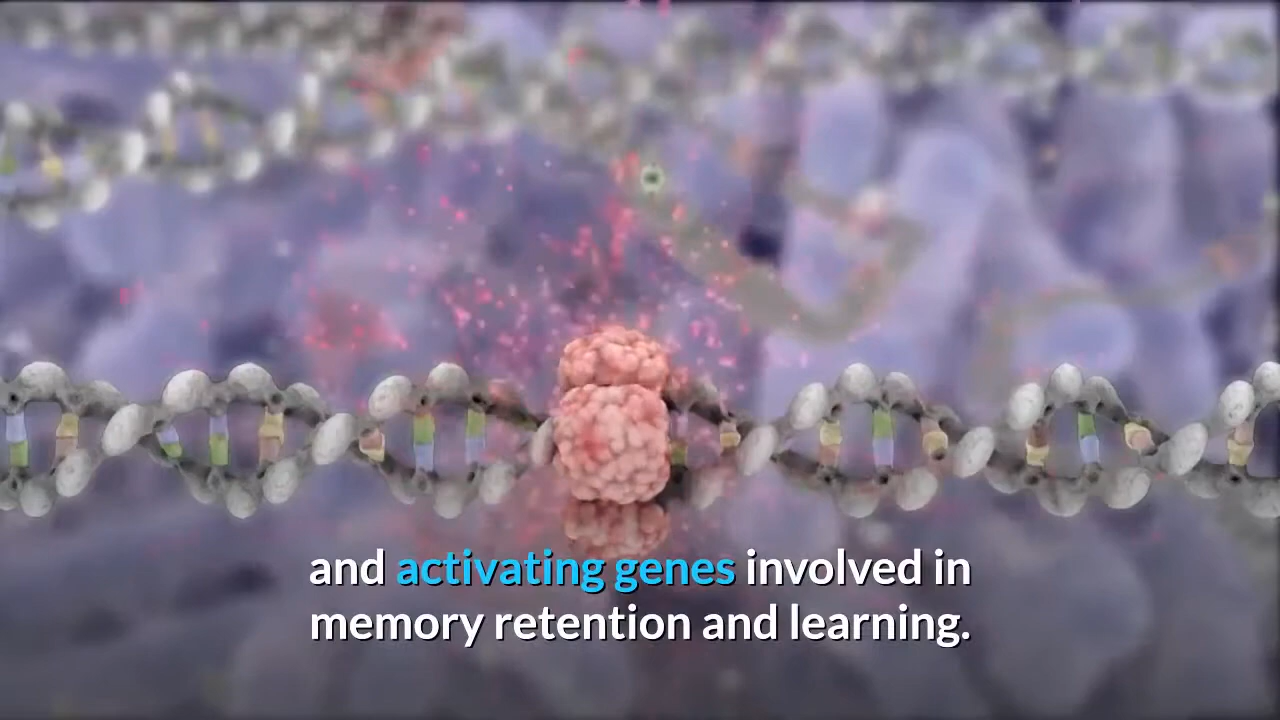 and activating genes involved in
memory retention and learning.